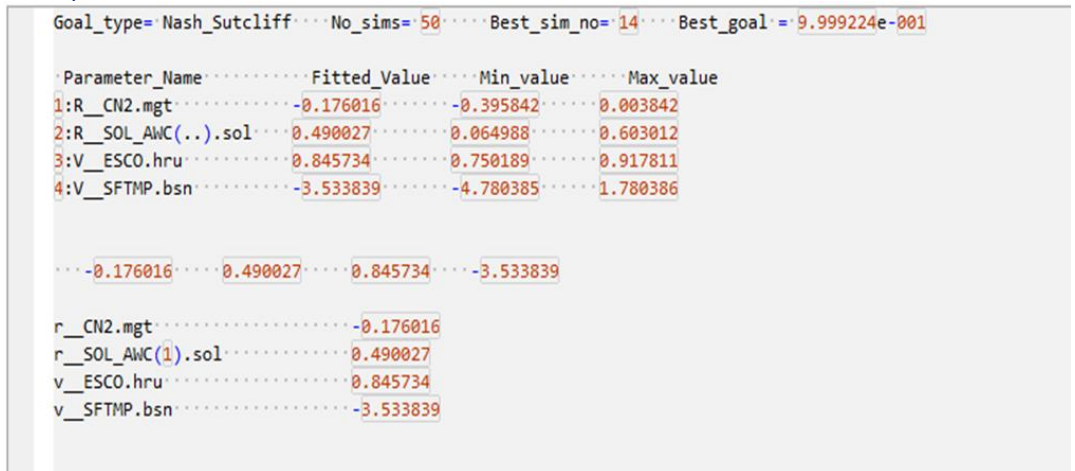 Goal_type= Nash_Sutcliff    No_sims= 50     Best_sim_no= 14    Best_goal = 9.999224e-001
Parameter_Name            Fitted_Value     Min_value      Max_value
1:R__CN2.mgt             -0.176016       -0.395842      0.003842
2:R__SOL_AWC(..).sol    0.490027        0.064988      0.603012
3:V__ESCO.hru            0.845734        0.750189      0.917811
4:V__SFTMP.bsn          -3.533839       -4.780385      1.780386
-0.176016     0.490027     0.845734    -3.533839
r__CN2.mgt                      -0.176016
r__SOL_AWC(1).sol              0.490027
v__ESCO.hru                     0.845734
v__SFTMP.bsn                   -3.533839